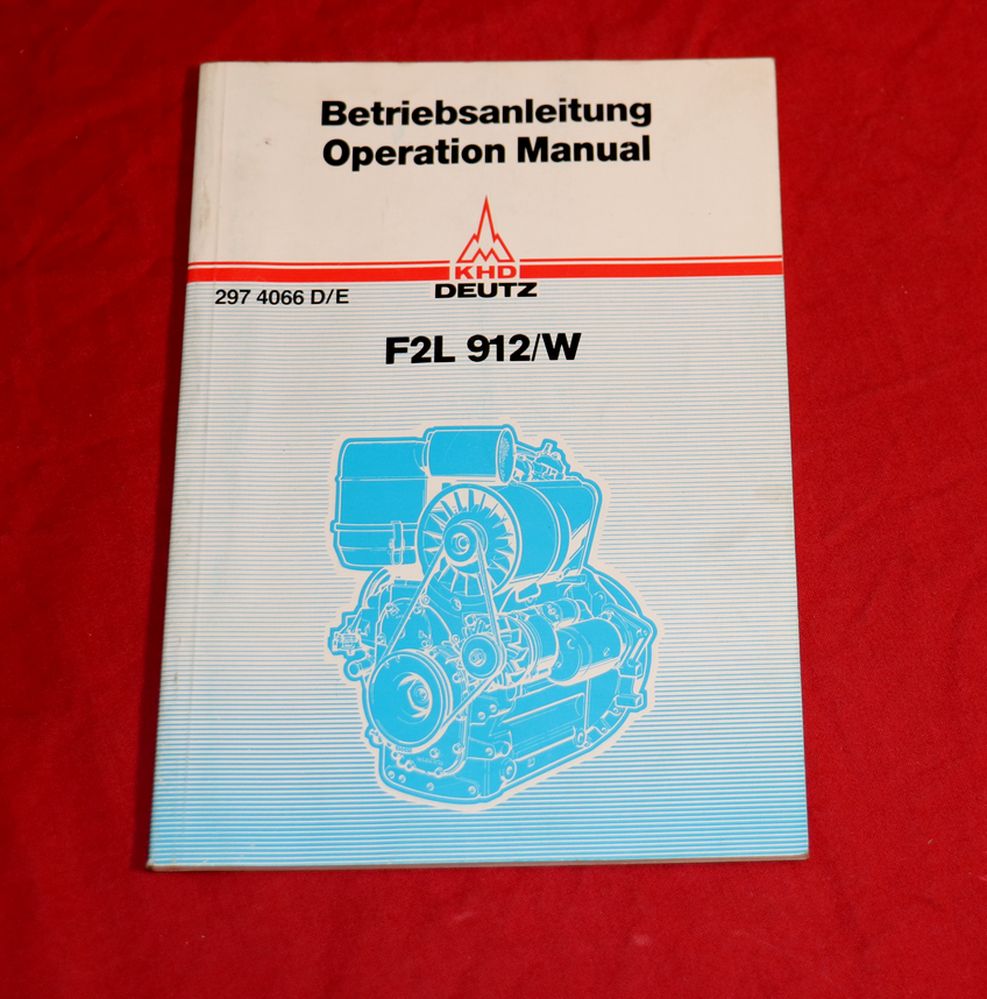 Betriebsanleitung
Operation Manual
KHD
DEUTZ
297 4066 D/E
F2L 912/W